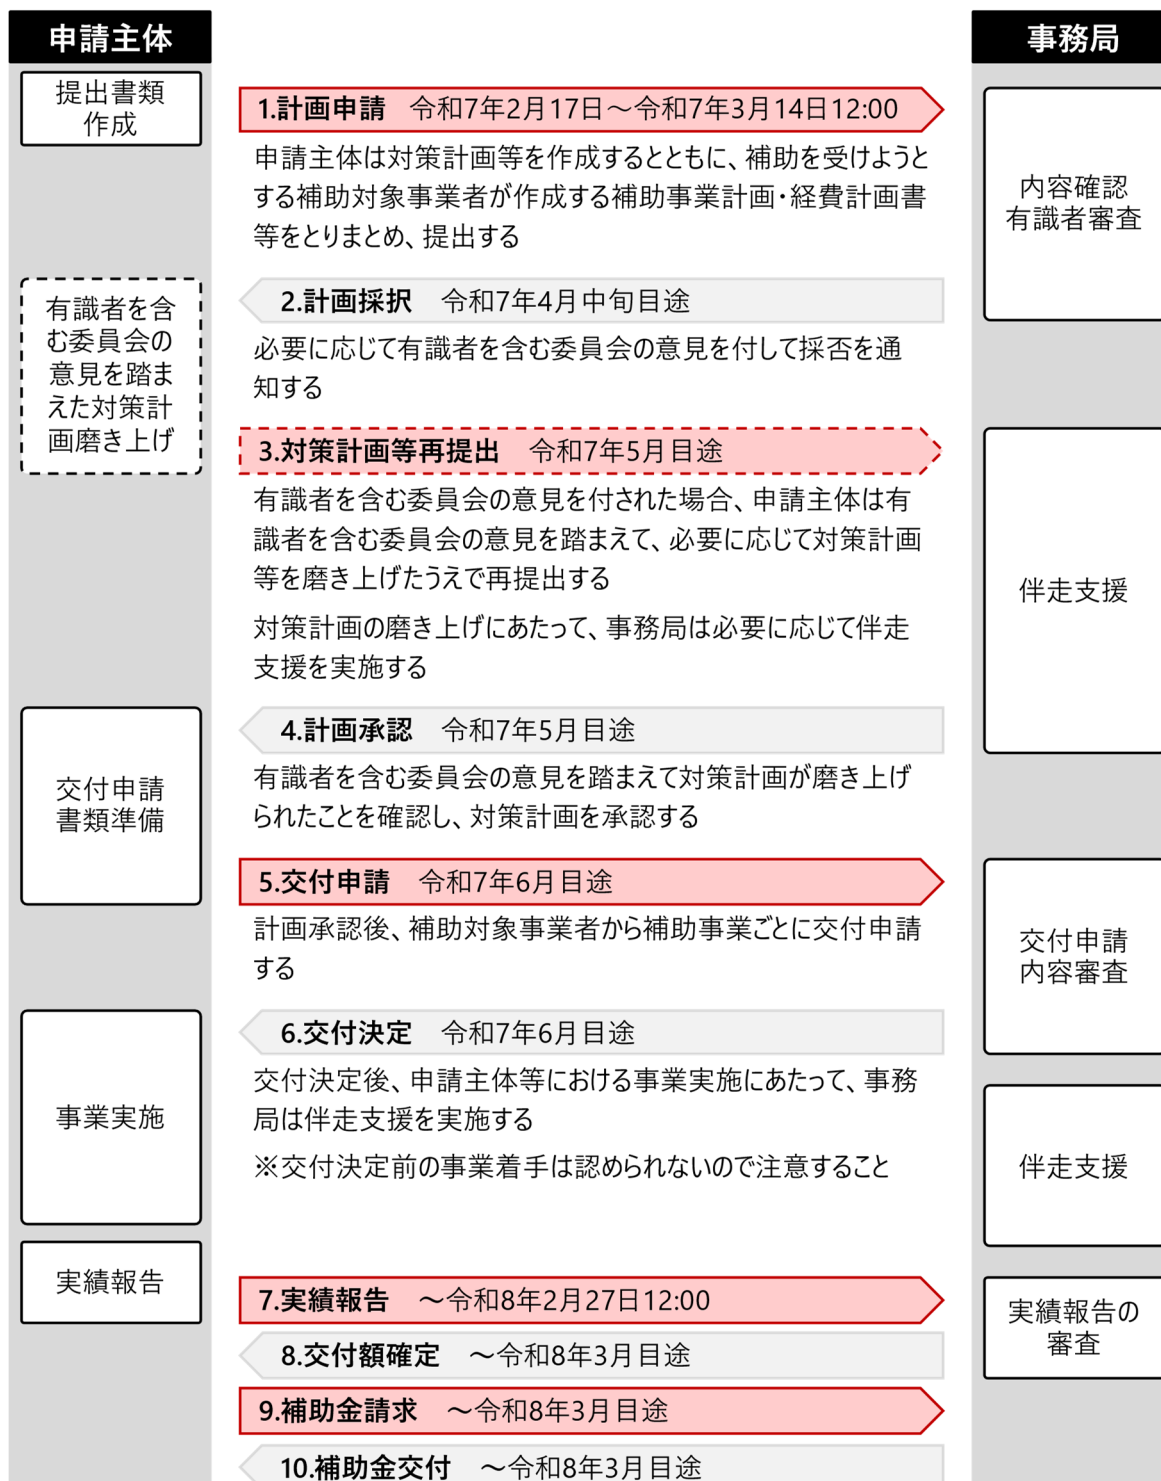 申請主体
事務局
提出書類
作成
1.計画申請 令和7年2月17日～令和7年3月14日12:00
申請主体は対策計画等を作成するとともに、補助を受けようと
する補助対象事業者が作成する補助事業計画・経費計画書
等をとりまとめ、提出する
内容確認
有識者審査
2.計画採択 令和7年4月中旬目途
必要に応じて有識者を含む委員会の意見を付して採否を通
知する
有識者を含
む委員会の
意見を踏ま
えた対策計
画磨き上げ
3.対策計画等再提出 令和7年5月目途
有識者を含む委員会の意見を付された場合、申請主体は有
識者を含む委員会の意見を踏まえて、必要に応じて対策計画
等を磨き上げたうえで再提出する
対策計画の磨き上げにあたって、事務局は必要に応じて伴走
支援を実施する
伴走支援
4.計画承認 令和7年5月目途
有識者を含む委員会の意見を踏まえて対策計画が磨き上げ
られたことを確認し、対策計画を承認する
交付申請
書類準備
5.交付申請 令和7年6月目途
計画承認後、補助対象事業者から補助事業ごとに交付申請
する
交付申請
内容審査
6.交付決定 令和7年6月目途
交付決定後、申請主体等における事業実施にあたって、事務
局は伴走支援を実施する
※交付決定前の事業着手は認められないので注意すること
事業実施
伴走支援
実績報告
7.実績報告 ～令和8年2月27日12:00
実績報告の
審査
8.交付額確定 ～令和8年3月目途
9.補助金請求 ～令和8年3月目途
10.補助金交付 ～令和8年3月目途